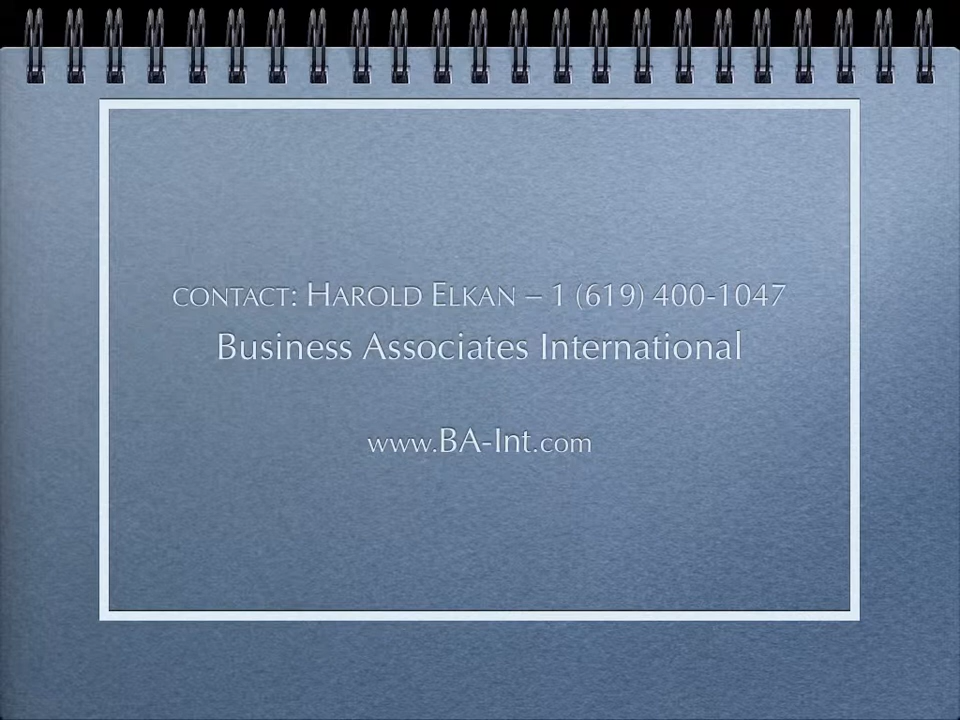 CONTACT: HAROLD ELKAN – 1 (619) 400-1047
Business Associates International
www.BA-Int.com